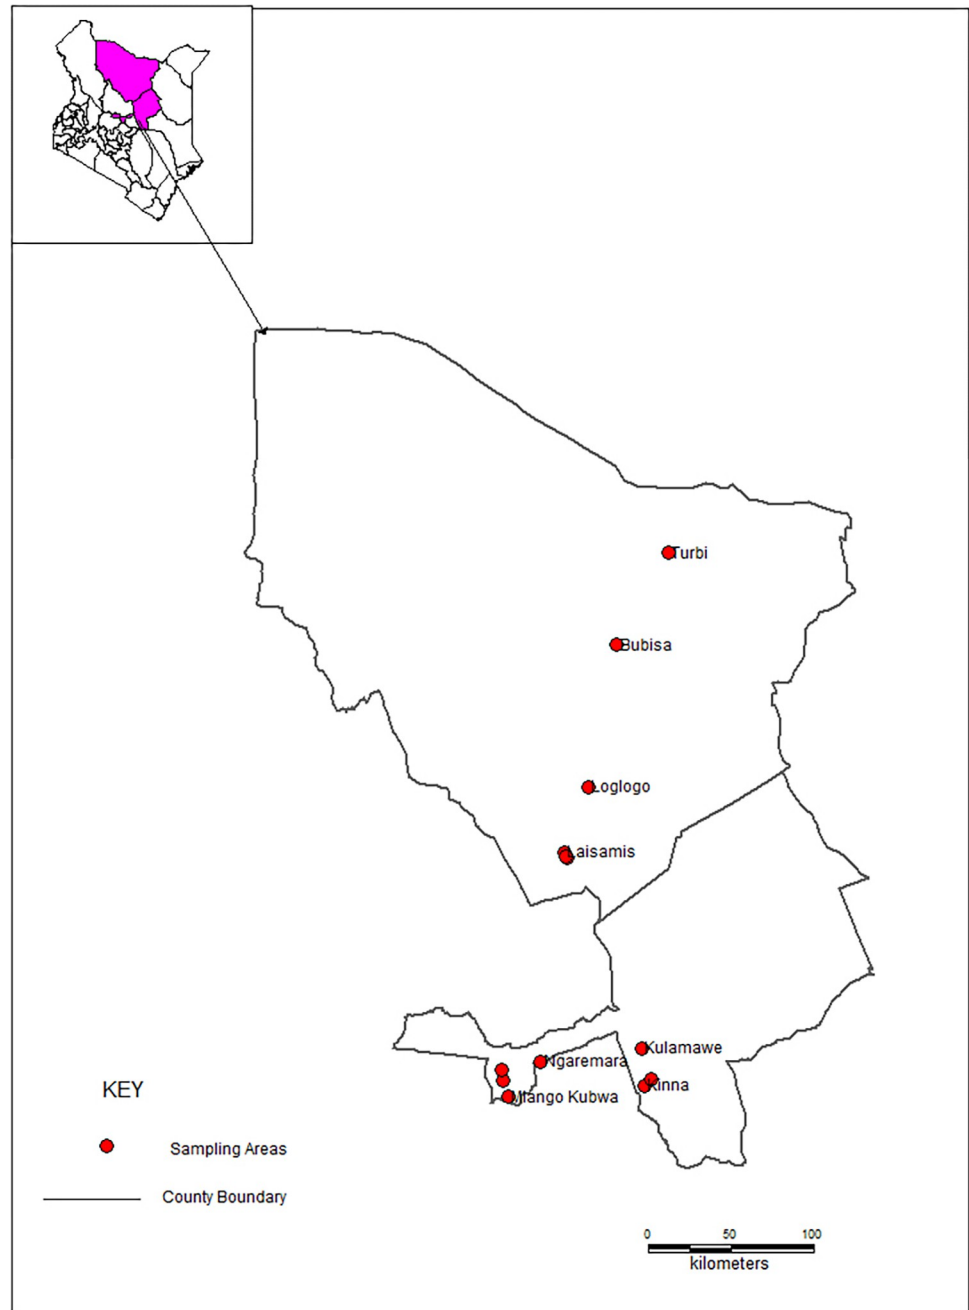 Turbi
Bubisa
Loglogo
Laisamis
Kulamawe
Ngaremara
Kinna
Mlango Kubwa
KEY
Sampling Areas
County Boundary
0 50 100
kilometers